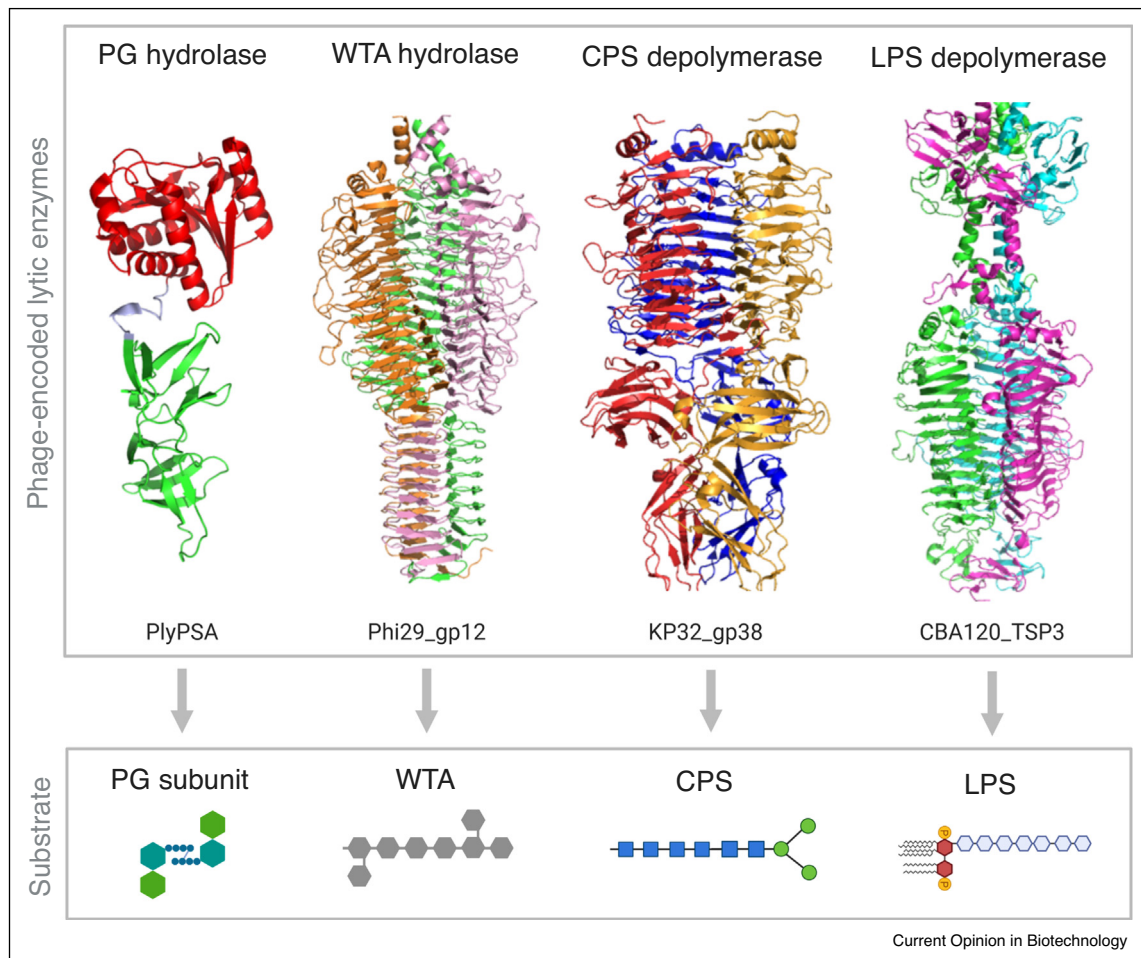 Phage-encoded lytic enzymes
PG hydrolase
WTA hydrolase
CPS depolymerase
LPS depolymerase
PlyPSA
Phi29_gp12
KP32_gp38
CBA120_TSP3
Substrate
PG subunit
WTA
CPS
LPS
P
P
Current Opinion in Biotechnology